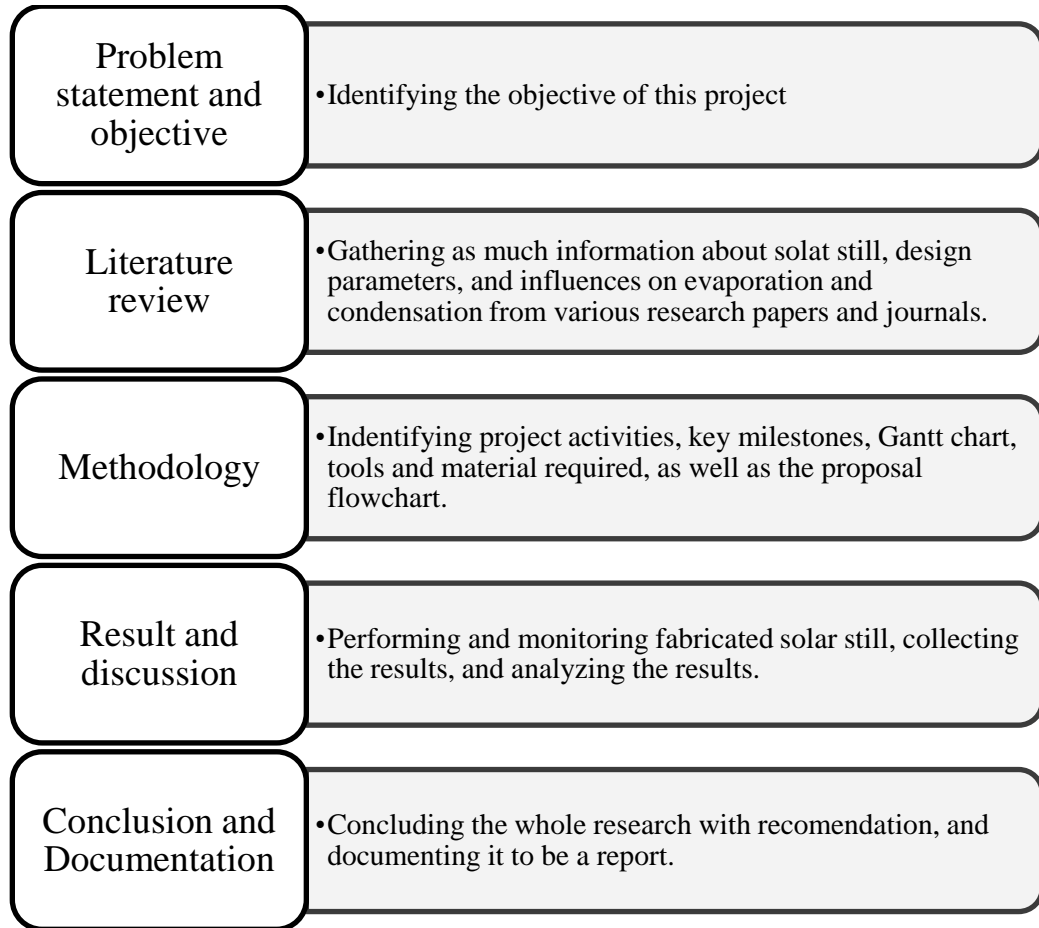 Problem
statement and
objective
•Identifying the objective of this project
Literature
review
•Gathering as much information about solat still, design
parameters, and influences on evaporation and
condensation from various research papers and journals.
Methodology
•Indentifying project activities, key milestones, Gantt chart,
tools and material required, as well as the proposal
flowchart.
Result and
discussion
•Performing and monitoring fabricated solar still, collecting
the results, and analyzing the results.
Conclusion and
Documentation
•Concluding the whole research with recomendation, and
documenting it to be a report.